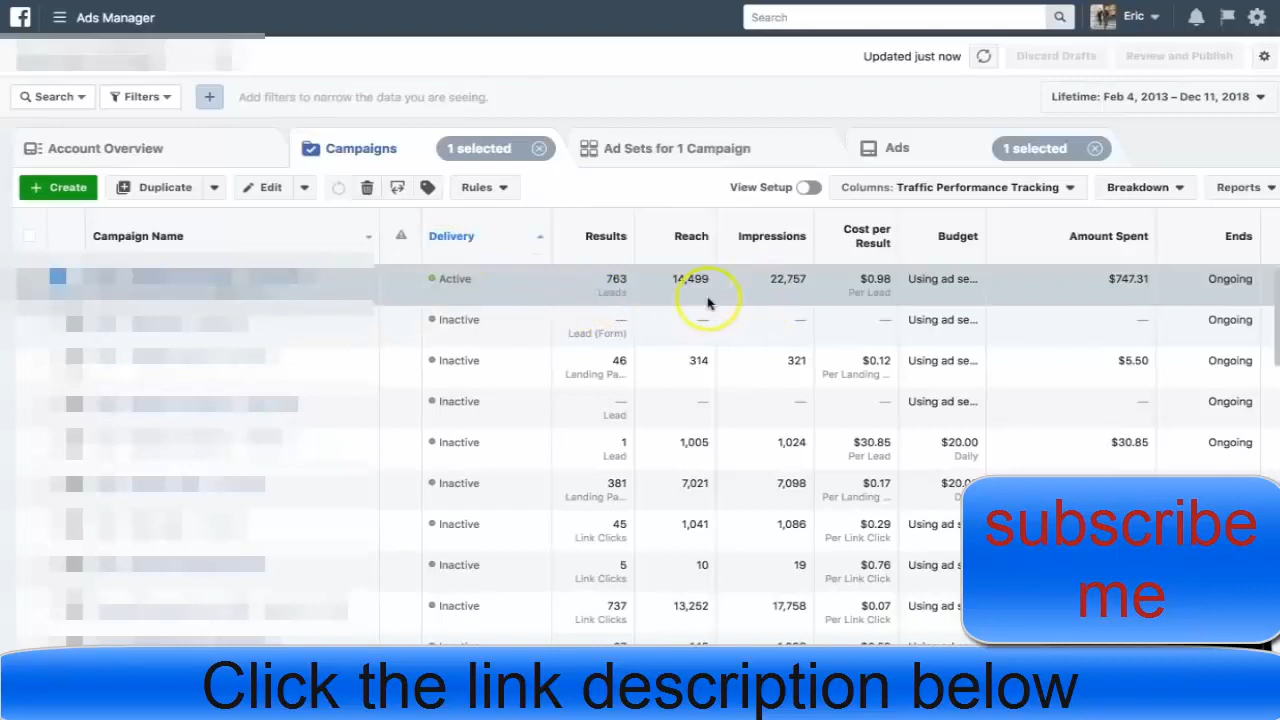 Ads Manager
Search
Eric
Updated just now
Discard Drafts
Review and Publish
Search
Filters
Add filters to narrow the data you are seeing.
Lifetime: Feb 4, 2013 – Dec 11, 2018
Account Overview
Campaigns
1 selected
Ad Sets for 1 Campaign
Ads
1 selected
+ Create
Duplicate
Edit
Rules
View Setup
Columns: Traffic Performance Tracking
Breakdown
Reports
Campaign Name Delivery Results Reach Impressions Cost per Result Budget Amount Spent Ends
Active 763 14,499 22,757 $0.98 Using ad se... $747.31 Ongoing
Leads Per Lead
Inactive — — — — Using ad se... — Ongoing
Lead (Form)
Inactive 46 314 321 $0.12 Using ad se... $5.50 Ongoing
Landing Pa... Per Landing ...
Inactive — — — — Using ad se... — Ongoing
Lead
Inactive 1 1,005 1,024 $30.85 $20.00 $30.85 Ongoing
Lead Per Lead Daily
Inactive 381 7,021 7,098 $0.17
Landing Pa... Per Landing ...
Inactive 45 1,041 1,086 $0.29 Using ad
Link Clicks Per Link Click
Inactive 5 10 19 $0.76 Using ad
Link Clicks Per Link Click
Inactive 737 13,252 17,758 $0.07 Using ad
Link Clicks Per Link Click
subscribe
me
Click the link description below